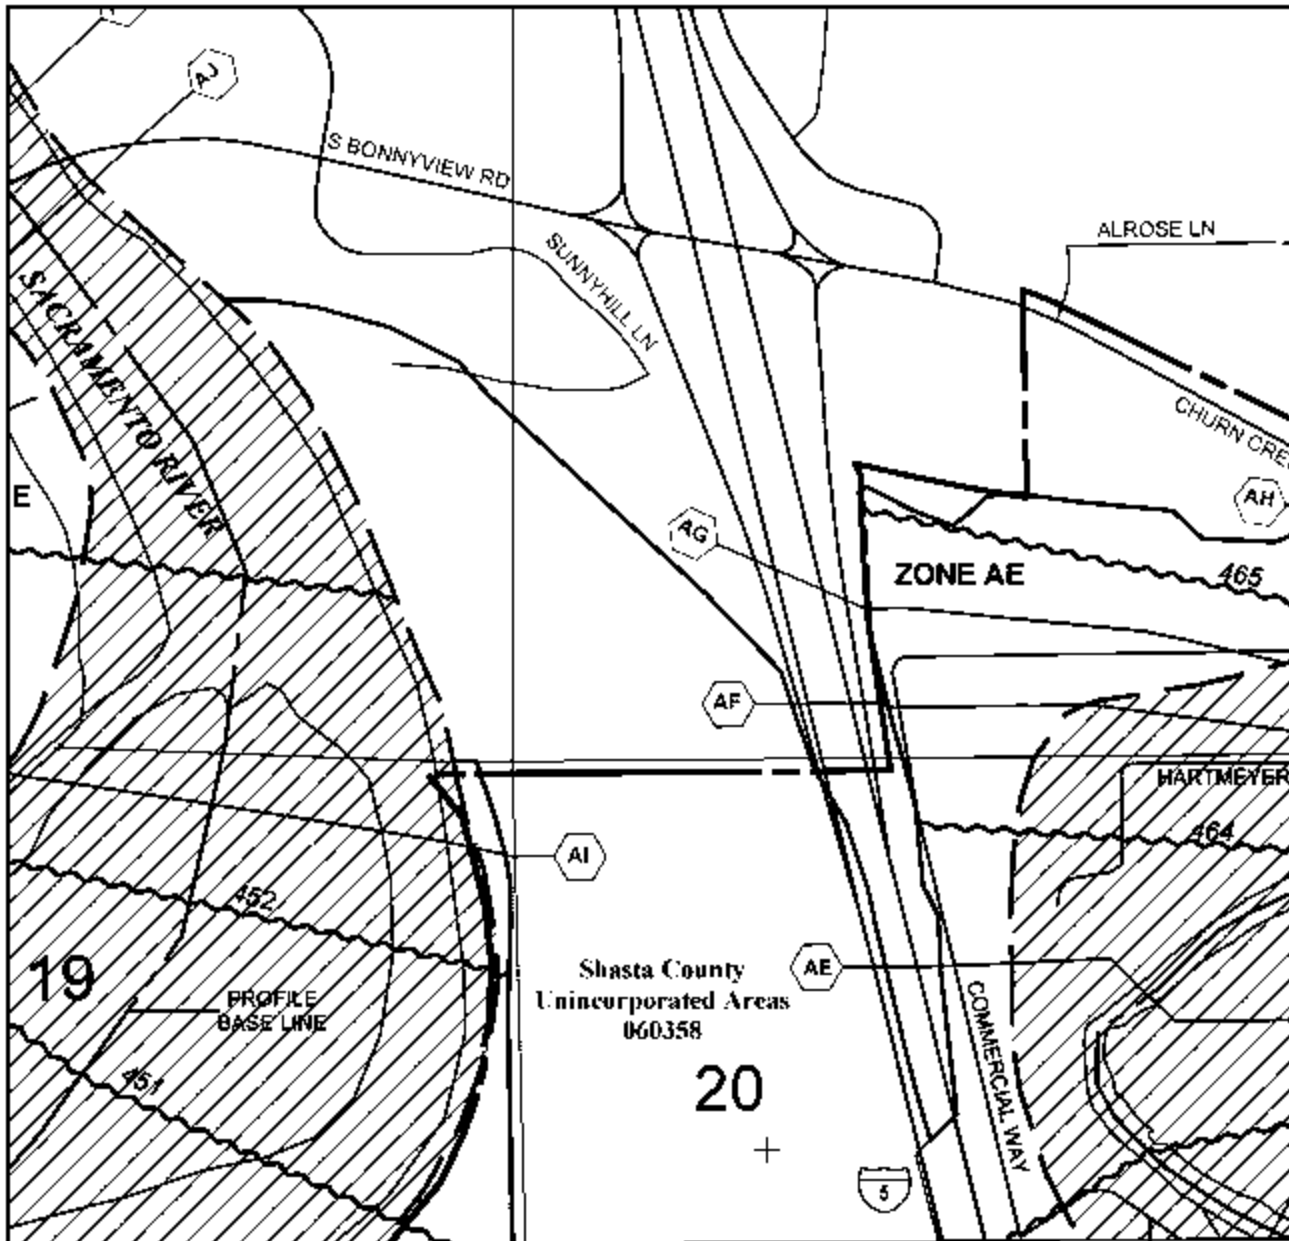 AJ
S BONNYVIEW RD
ALROSE LN
SUNNYHILL LN
SACRAMENTO RIVER
CHURN CREE
AH
E
AG
ZONE AE
465
AF
HARTMEYER
464
AI
452
19
PROFILE
BASE LINE
Shasta County
Unincorporated Areas
060358
AE
COMMERCIAL WAY
451
20
5